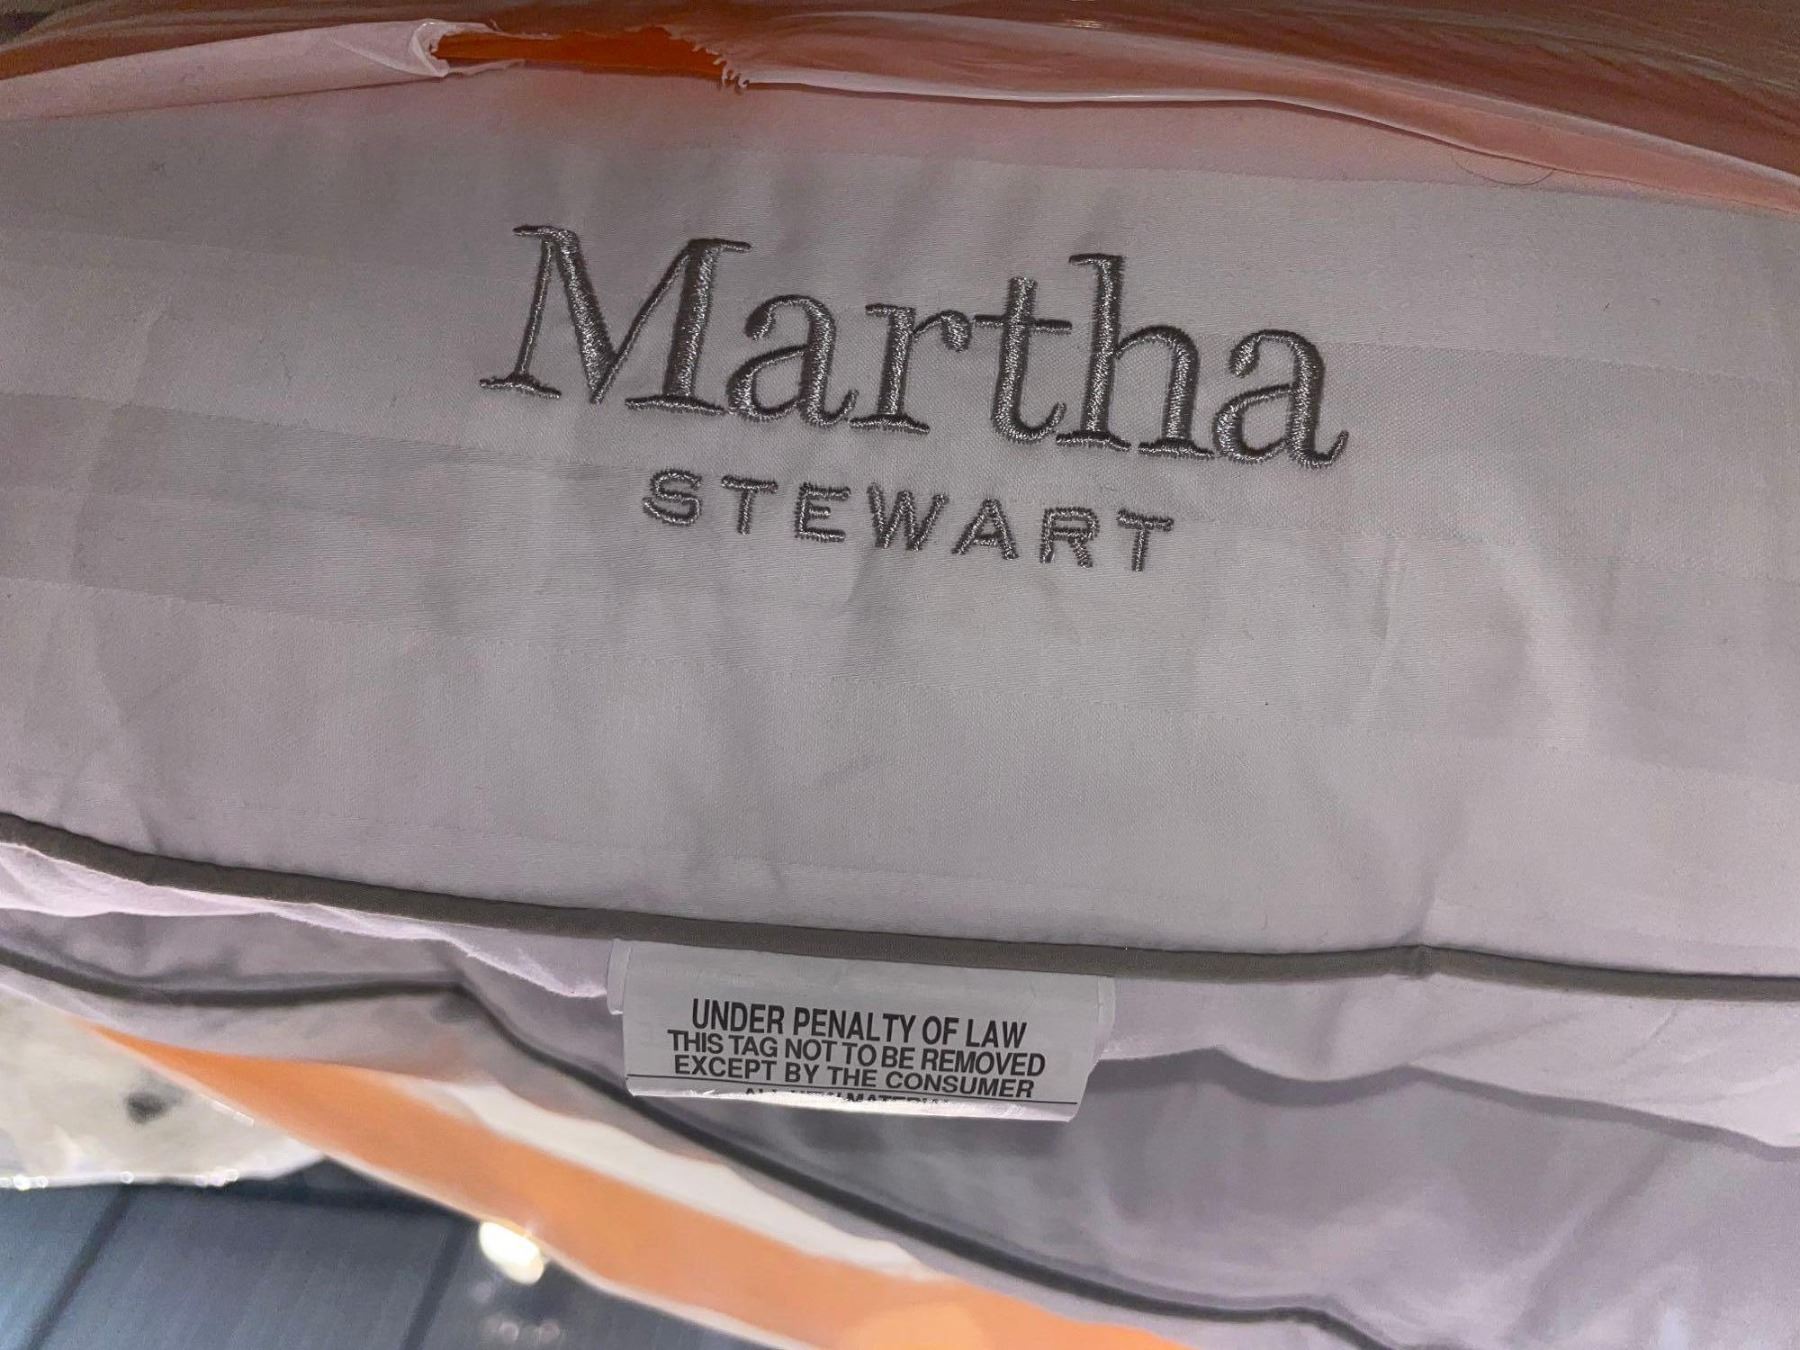 Martha
STEWART
UNDER PENALTY OF LAW
THIS TAG NOT TO BE REMOVED
EXCEPT BY THE CONSUMER